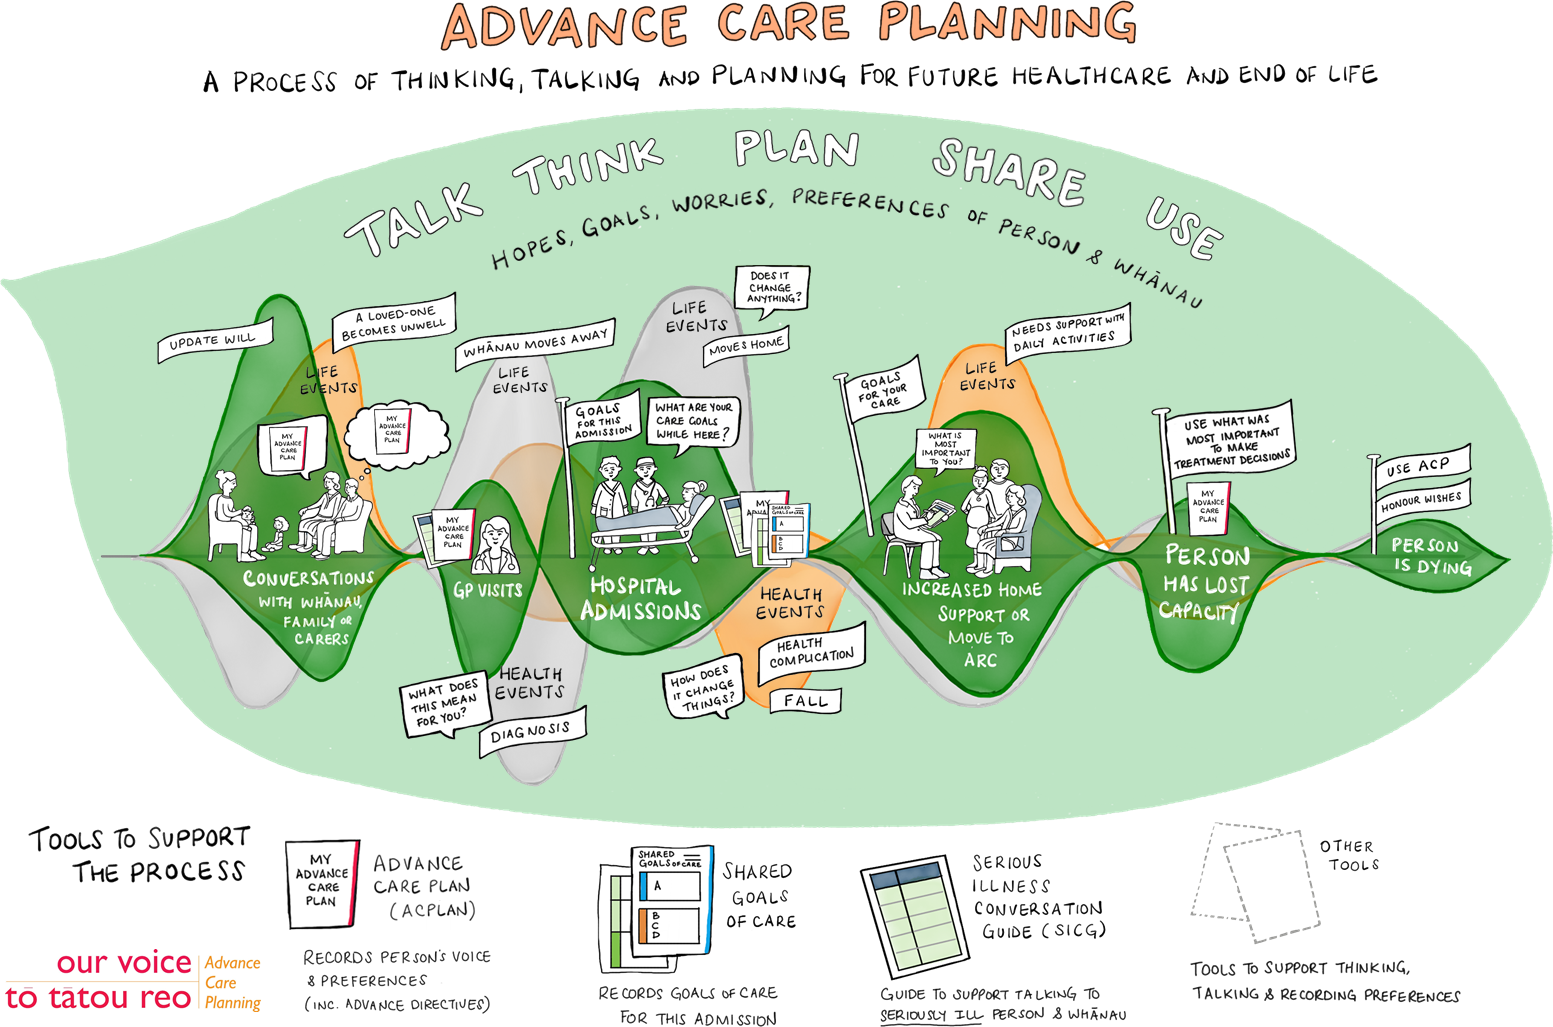 ADVANCE CARE PLANNING
A PROCESS OF THINKING, TALKING AND PLANNING FOR FUTURE HEALTHCARE AND END OF LIFE
TALK THINK PLAN SHARE USE
HOPES, GOALS, WORRIES, PREFERENCES OF PERSON & WHĀNAU
UPDATE WILL
A LOVED-ONE
BECOMES UNWELL
LIFE
EVENTS
MY
ADVANCE
CARE
PLAN
MY
ADVANCE
CARE
PLAN
CONVERSATIONS
WITH WHĀNAU,
FAMILY OR
CARERS
WHĀNAU MOVES AWAY
LIFE
EVENTS
MY
ADVANCE
CARE
PLAN
GP VISITS
WHAT DOES
THIS MEAN
FOR YOU?
HEALTH
EVENTS
DIAGNOSIS
DOES IT
CHANGE
ANYTHING?
LIFE
EVENTS
MOVES HOME
GOALS
FOR THIS
ADMISSION
WHAT ARE YOUR
CARE GOALS
WHILE HERE?
HOSPITAL
ADMISSIONS
MY
ADVA
CA
P
SHARED
GOALS OF CARE
A
B
C
D
HEALTH
EVENTS
HOW DOES
IT CHANGE
THINGS?
HEALTH
COMPLICATION
FALL
NEEDS SUPPORT WITH
DAILY ACTIVITIES
LIFE
EVENTS
GOALS
FOR YOUR
CARE
WHAT IS
MOST
IMPORTANT
TO YOU?
INCREASED HOME
SUPPORT OR
MOVE TO
ARC
USE WHAT WAS
MOST IMPORTANT
TO MAKE
TREATMENT DECISIONS
MY
ADVANCE
CARE
PLAN
PERSON
HAS LOST
CAPACITY
USE ACP
HONOUR WISHES
PERSON
IS DYING
TOOLS TO SUPPORT
THE PROCESS
MY
ADVANCE
CARE
PLAN
ADVANCE
CARE PLAN
(ACPLAN)
RECORDS PERSON'S VOICE
& PREFERENCES
(INC. ADVANCE DIRECTIVES)
SHARED
GOALS OF CARE
A
B
C
D
SHARED
GOALS
OF CARE
RECORDS GOALS OF CARE
FOR THIS ADMISSION
SERIOUS
ILLNESS
CONVERSATION
GUIDE (SICG)
GUIDE TO SUPPORT TALKING TO
SERIOUSLY ILL PERSON & WHĀNAU
OTHER
TOOLS
TOOLS TO SUPPORT THINKING,
TALKING & RECORDING PREFERENCES
our voice
tō tātou reo
Advance
Care
Planning